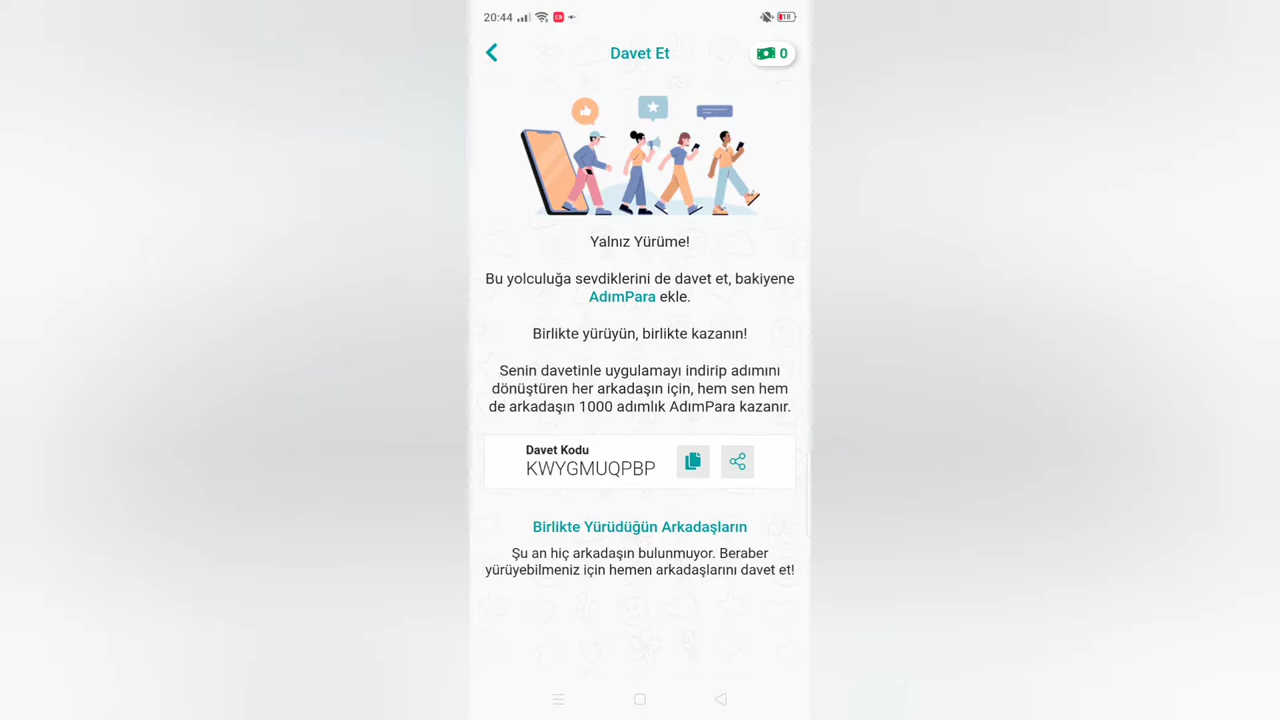 20:44
18
Davet Et
0
Yalnız Yürüme!
Bu yolculuğa sevdiklerini de davet et, bakiyene
AdımPara ekle.
Birlikte yürüyün, birlikte kazanın!
Senin davetinle uygulamayı indirip adımını
dönüştüren her arkadaşın için, hem sen hem
de arkadaşın 1000 adımlık AdımPara kazanır.
Davet Kodu
KWYGMUQPBP
Birlikte Yürüdüğün Arkadaşların
Şu an hiç arkadaşın bulunmuyor. Beraber
yürüyebilmeniz için hemen arkadaşlarını davet et!